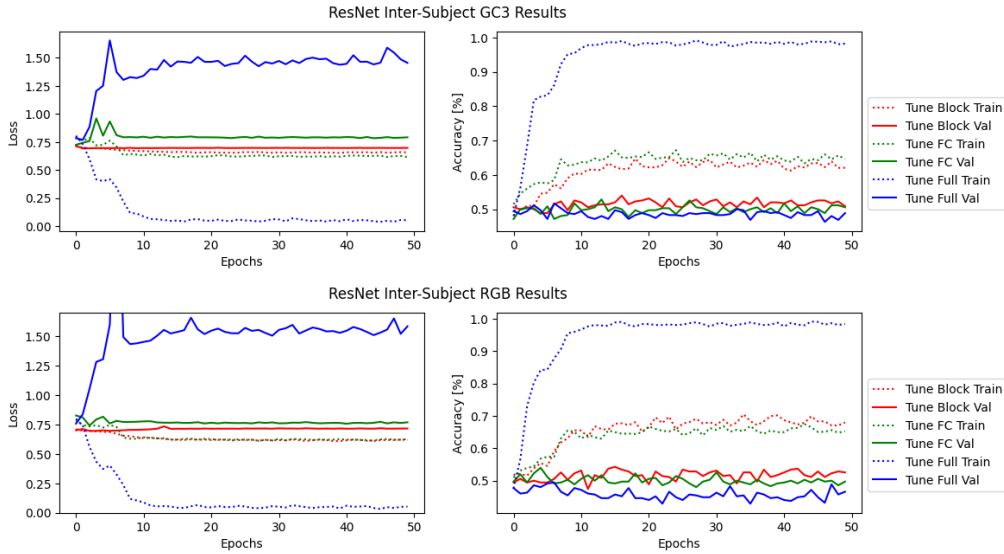 ResNet Inter-Subject GC3 Results
Loss
1.50
1.25
1.00
0.75
0.50
0.25
0.00
0 10 20 30 40 50
Epochs
Accuracy [%]
1.0
0.9
0.8
0.7
0.6
0.5
0 10 20 30 40 50
Epochs
Tune Block Train
Tune Block Val
Tune FC Train
Tune FC Val
Tune Full Train
Tune Full Val
ResNet Inter-Subject RGB Results
Loss
1.50
1.25
1.00
0.75
0.50
0.25
0.00
0 10 20 30 40 50
Epochs
Accuracy [%]
1.0
0.9
0.8
0.7
0.6
0.5
0 10 20 30 40 50
Epochs
Tune Block Train
Tune Block Val
Tune FC Train
Tune FC Val
Tune Full Train
Tune Full Val